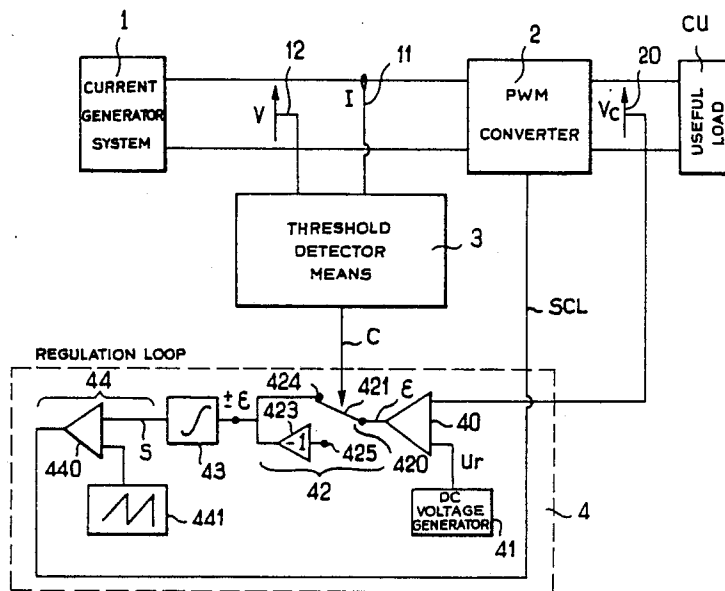 1
CURRENT
GENERATOR
SYSTEM
12
V
I
11
2
PWM
CONVERTER
CU
20
Vc
USEFUL
LOAD
THRESHOLD
DETECTOR
MEANS
3
C
SCL
REGULATION LOOP
44
440
S
441
43
±ε
424
423
-1
425
42
421
ε
420
40
Ur
DC
VOLTAGE
GENERATOR
41
4